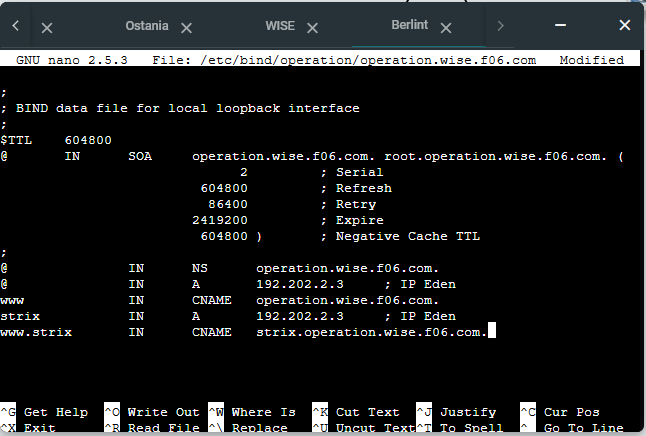 Ostania WISE Berlint
GNU nano 2.5.3 File: /etc/bind/operation/operation.wise.f06.com Modified
;
; BIND data file for local loopback interface
;
$TTL 604800
@ IN SOA operation.wise.f06.com. root.operation.wise.f06.com. (
2 ; Serial
604800 ; Refresh
86400 ; Retry
2419200 ; Expire
604800 ) ; Negative Cache TTL
;
@ IN NS operation.wise.f06.com.
@ IN A 192.202.2.3 ; IP Eden
www IN CNAME operation.wise.f06.com.
strix IN A 192.202.2.3 ; IP Eden
www.strix IN CNAME strix.operation.wise.f06.com.
^G Get Help ^O Write Out ^W Where Is ^K Cut Text ^J Justify ^C Cur Pos
^X Exit ^R Read File ^\ Replace ^U Uncut Text ^T To Spell ^_ Go To Line